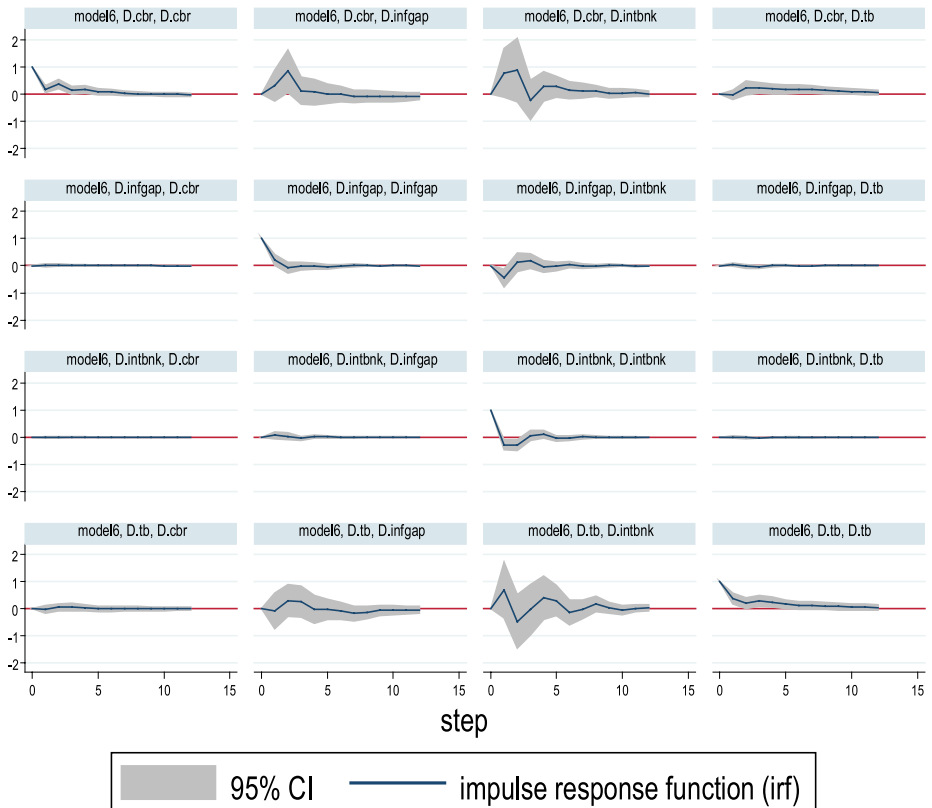 model6, D.cbr, D.cbr
model6, D.cbr, D.infgap
model6, D.cbr, D.intbnk
model6, D.cbr, D.tb
2
1
0
-1
-2
model6, D.infgap, D.cbr
model6, D.infgap, D.infgap
model6, D.infgap, D.intbnk
model6, D.infgap, D.tb
2
1
0
-1
-2
model6, D.intbnk, D.cbr
model6, D.intbnk, D.infgap
model6, D.intbnk, D.intbnk
model6, D.intbnk, D.tb
2
1
0
-1
-2
model6, D.tb, D.cbr
model6, D.tb, D.infgap
model6, D.tb, D.intbnk
model6, D.tb, D.tb
2
1
0
-1
-2
0 5 10 15
0 5 10 15
0 5 10 15
0 5 10 15
step
95% CI
impulse response function (irf)